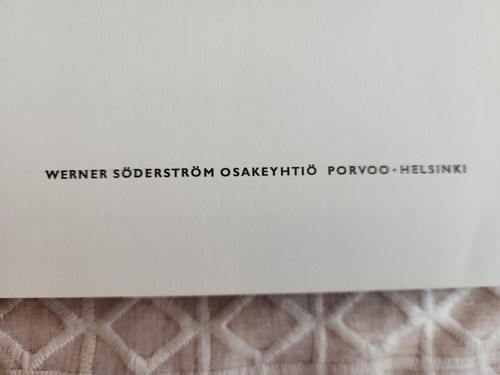 WERNER SÖDERSTRÖM OSAKEYHTIÖ PORVOO · HELSINKI